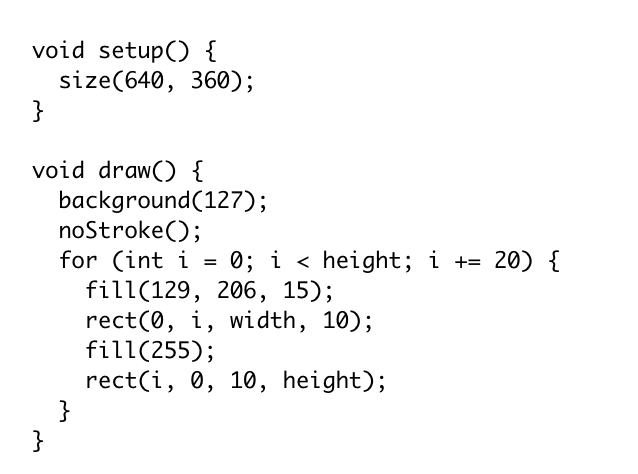 void setup() {
  size(640, 360);
}

void draw() {
  background(127);
  noStroke();
  for (int i = 0; i < height; i += 20) {
    fill(129, 206, 15);
    rect(0, i, width, 10);
    fill(255);
    rect(i, 0, 10, height);
  }
}